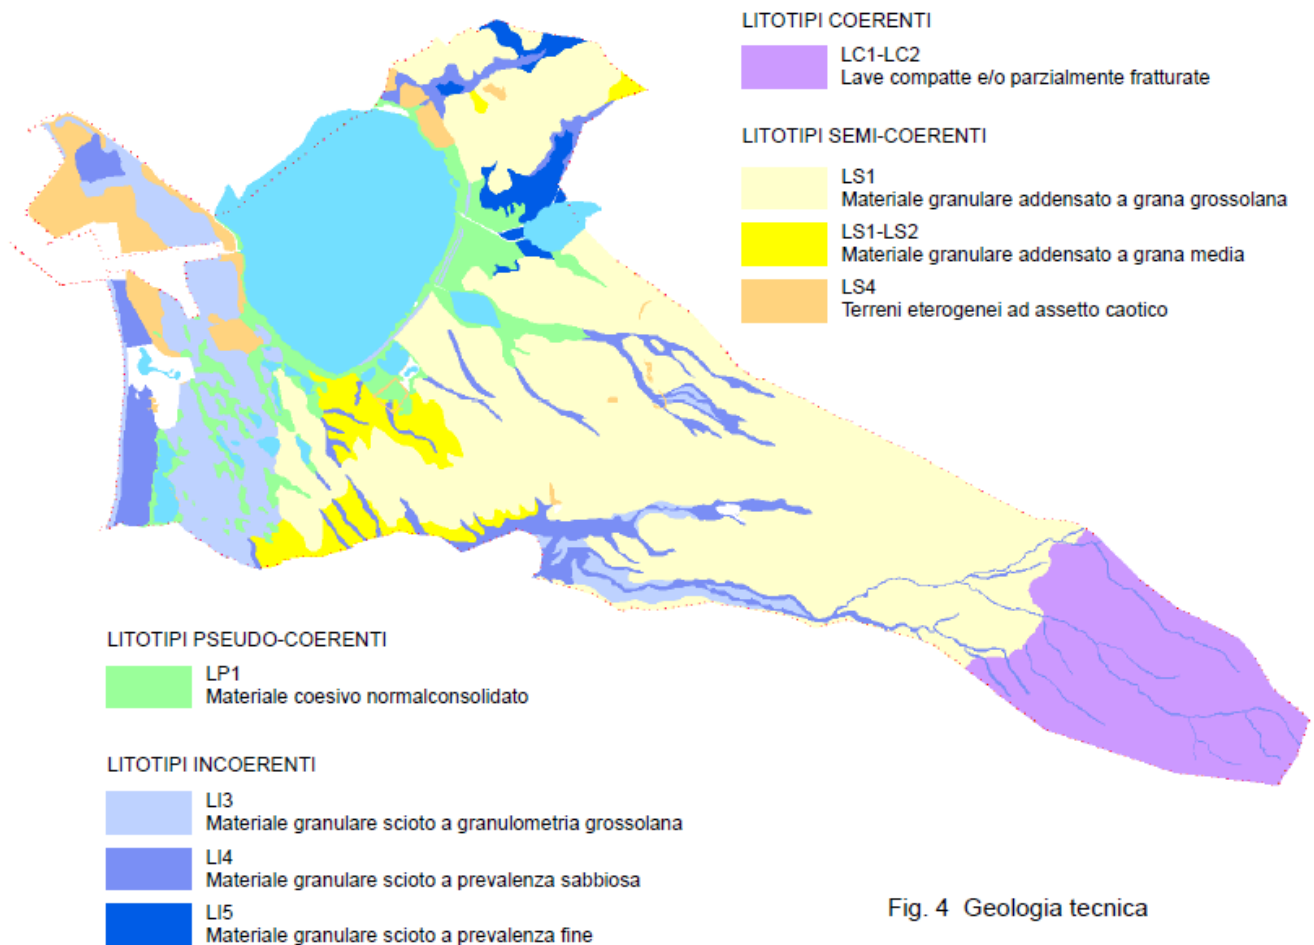 LITOTIPI COERENTI
LC1-LC2
Lave compatte e/o parzialmente fratturate
LITOTIPI SEMI-COERENTI
LS1
Materiale granulare addensato a grana grossolana
LS1-LS2
Materiale granulare addensato a grana media
LS4
Terreni eterogenei ad assetto caotico
LITOTIPI PSEUDO-COERENTI
LP1
Materiale coesivo normalconsolidato
LITOTIPI INCOERENTI
LI3
Materiale granulare scioto a granulometria grossolana
LI4
Materiale granulare scioto a prevalenza sabbiosa
LI5
Materiale granulare scioto a prevalenza fine
Fig. 4 Geologia tecnica